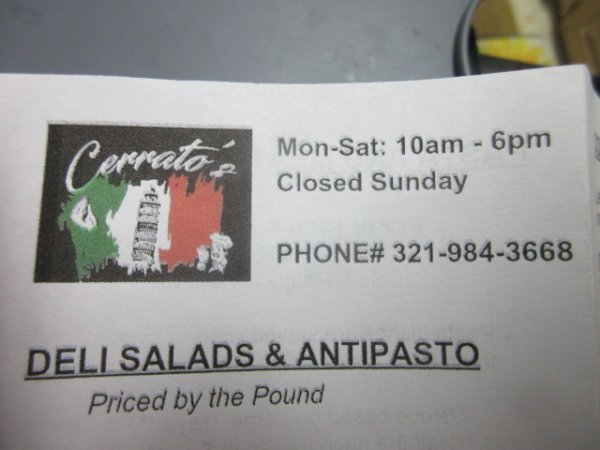 Cerrato's
Mon-Sat: 10am - 6pm
Closed Sunday
PHONE# 321-984-3668
DELI SALADS & ANTIPASTO
Priced by the Pound